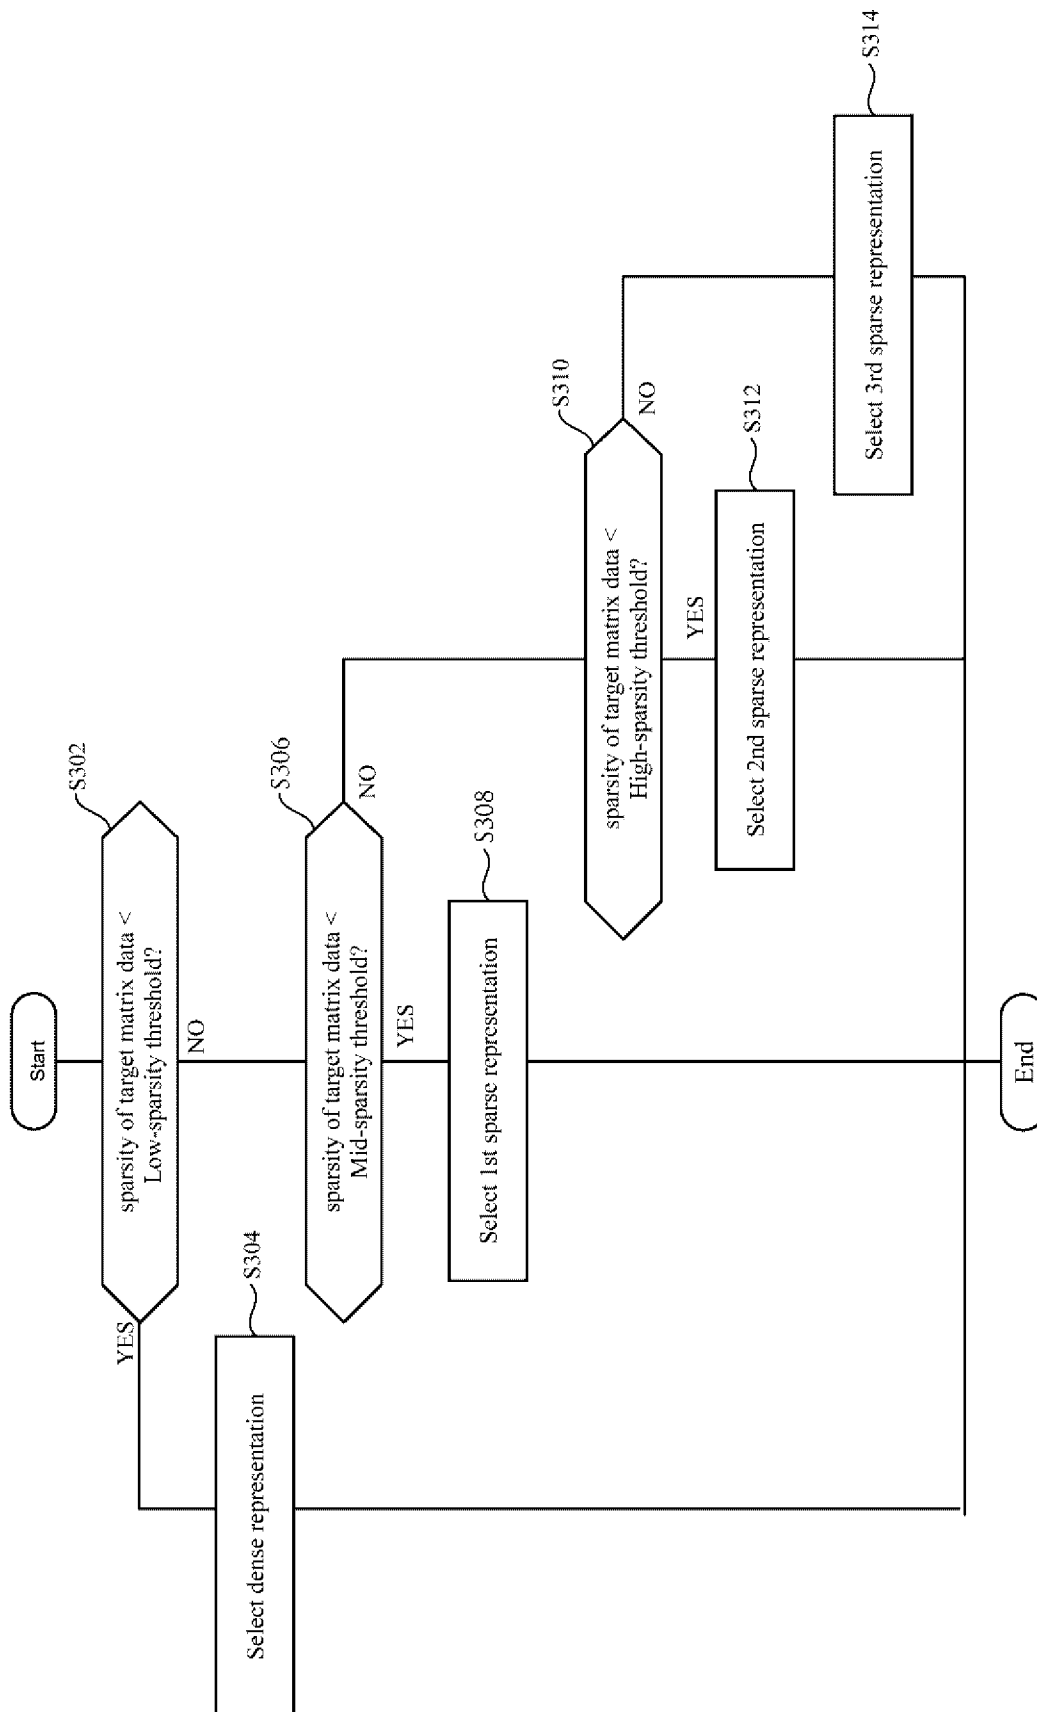 Start
sparsity of target matrix data <
Low-sparsity threshold?
S302
YES
NO
Select dense representation
S304
sparsity of target matrix data <
Mid-sparsity threshold?
S306
NO
YES
Select 1st sparse representation
S308
sparsity of target matrix data <
High-sparsity threshold?
S310
NO
YES
Select 2nd sparse representation
S312
Select 3rd sparse representation
S314
End